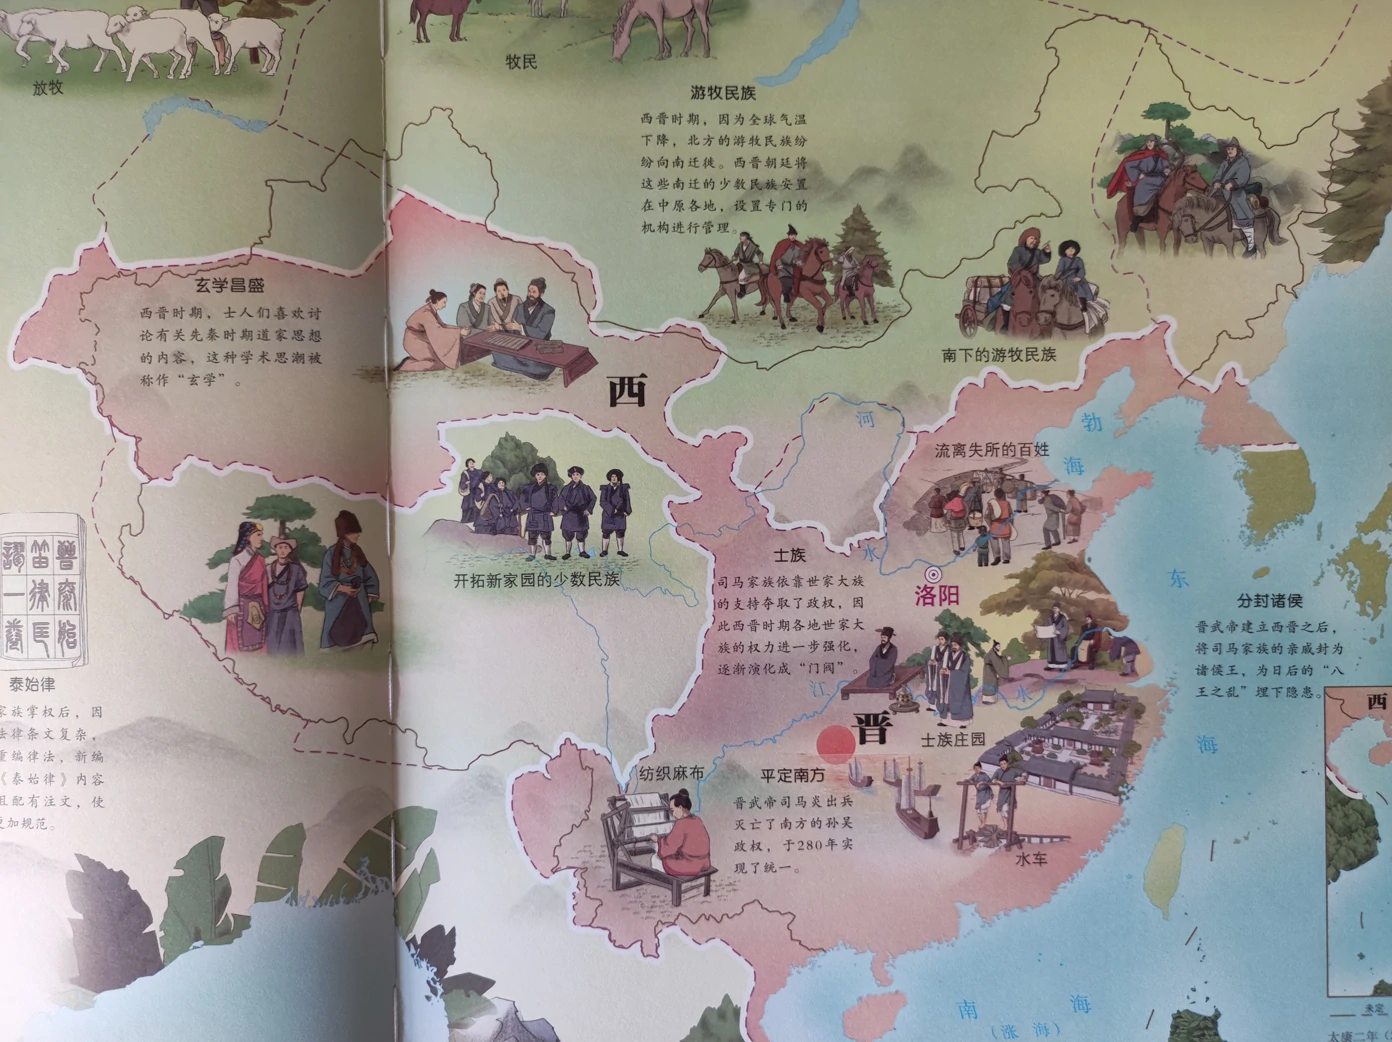 放牧
牧民
游牧民族
西晋时期，因为全球气温
下降，北方的游牧民族纷
纷向南迁徙。西晋朝廷将
这些南迁的少数民族安置
在中原各地，设置专门的
机构进行管理。
玄学昌盛
西晋时期，士人们喜欢讨
论有关先秦时期道家思想
的内容，这种学术思潮被
称作“玄学”。
南下的游牧民族
西
河
勃
海
流离失所的百姓
开拓新家园的少数民族
士族
司马家族依靠世家大族
的支持夺取了政权，因
此西晋时期各地世家大
族的权力进一步强化，
逐渐演化成“门阀”。
水
洛阳
东
海
分封诸侯
晋武帝建立西晋之后，
将司马家族的亲戚封为
诸侯王，为日后的“八
王之乱”埋下隐患。
江
水
晋
士族庄园
泰始律
家族掌权后，因
法律条文复杂，
重编律法，新编
《泰始律》内容
且配有注文，使
更加规范。
纺织麻布
平定南方
晋武帝司马炎出兵
灭亡了南方的孙吴
政权，于280年实
现了统一。
水车
南海
（涨海）
西
未定
太康二年（